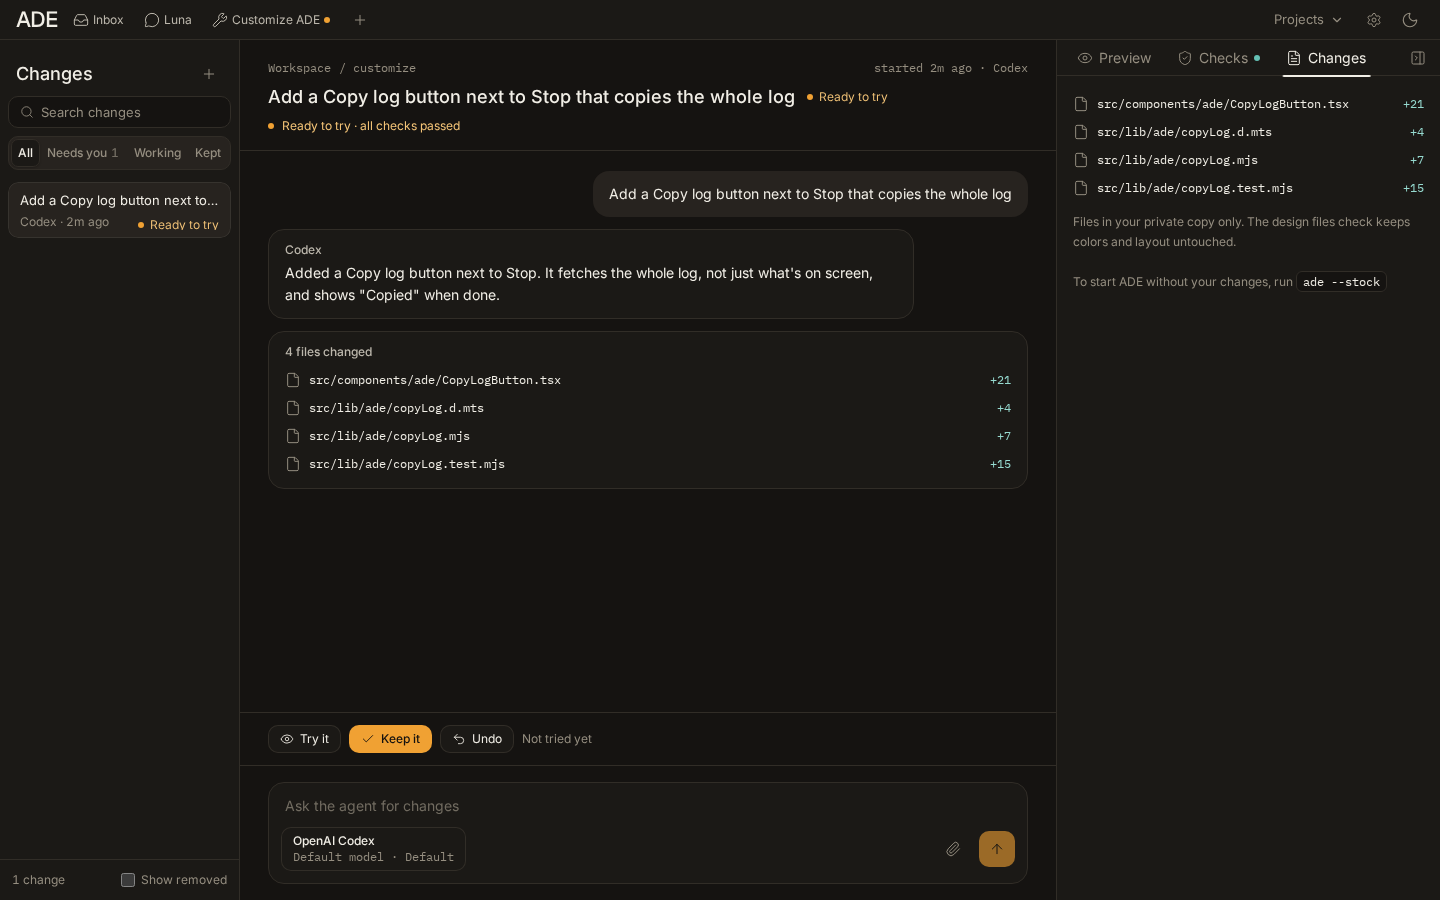 ADE
Inbox
Luna
Customize ADE
Projects
Changes
Search changes
All
Needs you 1
Working
Kept
Add a Copy log button next to...
Codex · 2m ago
Ready to try
1 change
Show removed
Workspace / customize
started 2m ago · Codex
Add a Copy log button next to Stop that copies the whole log
Ready to try
Ready to try · all checks passed
Add a Copy log button next to Stop that copies the whole log
Codex
Added a Copy log button next to Stop. It fetches the whole log, not just what's on screen,
and shows "Copied" when done.
4 files changed
src/components/ade/CopyLogButton.tsx +21
src/lib/ade/copyLog.d.mts +4
src/lib/ade/copyLog.mjs +7
src/lib/ade/copyLog.test.mjs +15
Try it
Keep it
Undo
Not tried yet
Ask the agent for changes
OpenAI Codex
Default model · Default
Preview
Checks
Changes
src/components/ade/CopyLogButton.tsx +21
src/lib/ade/copyLog.d.mts +4
src/lib/ade/copyLog.mjs +7
src/lib/ade/copyLog.test.mjs +15
Files in your private copy only. The design files check keeps
colors and layout untouched.
To start ADE without your changes, run ade --stock